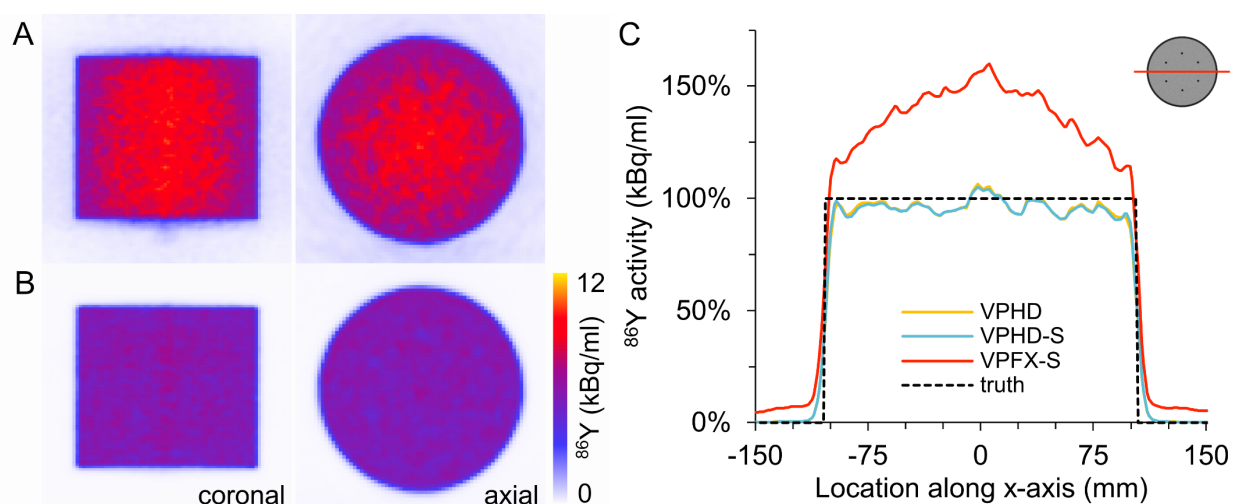 A
B
coronal
axial
12
⁸⁶Y (kBq/ml)
0
C
⁸⁶Y activity (kBq/ml)
150%
100%
50%
0%
VPHD
VPHD-S
VPFX-S
truth
-150 -75 0 75 150
Location along x-axis (mm)